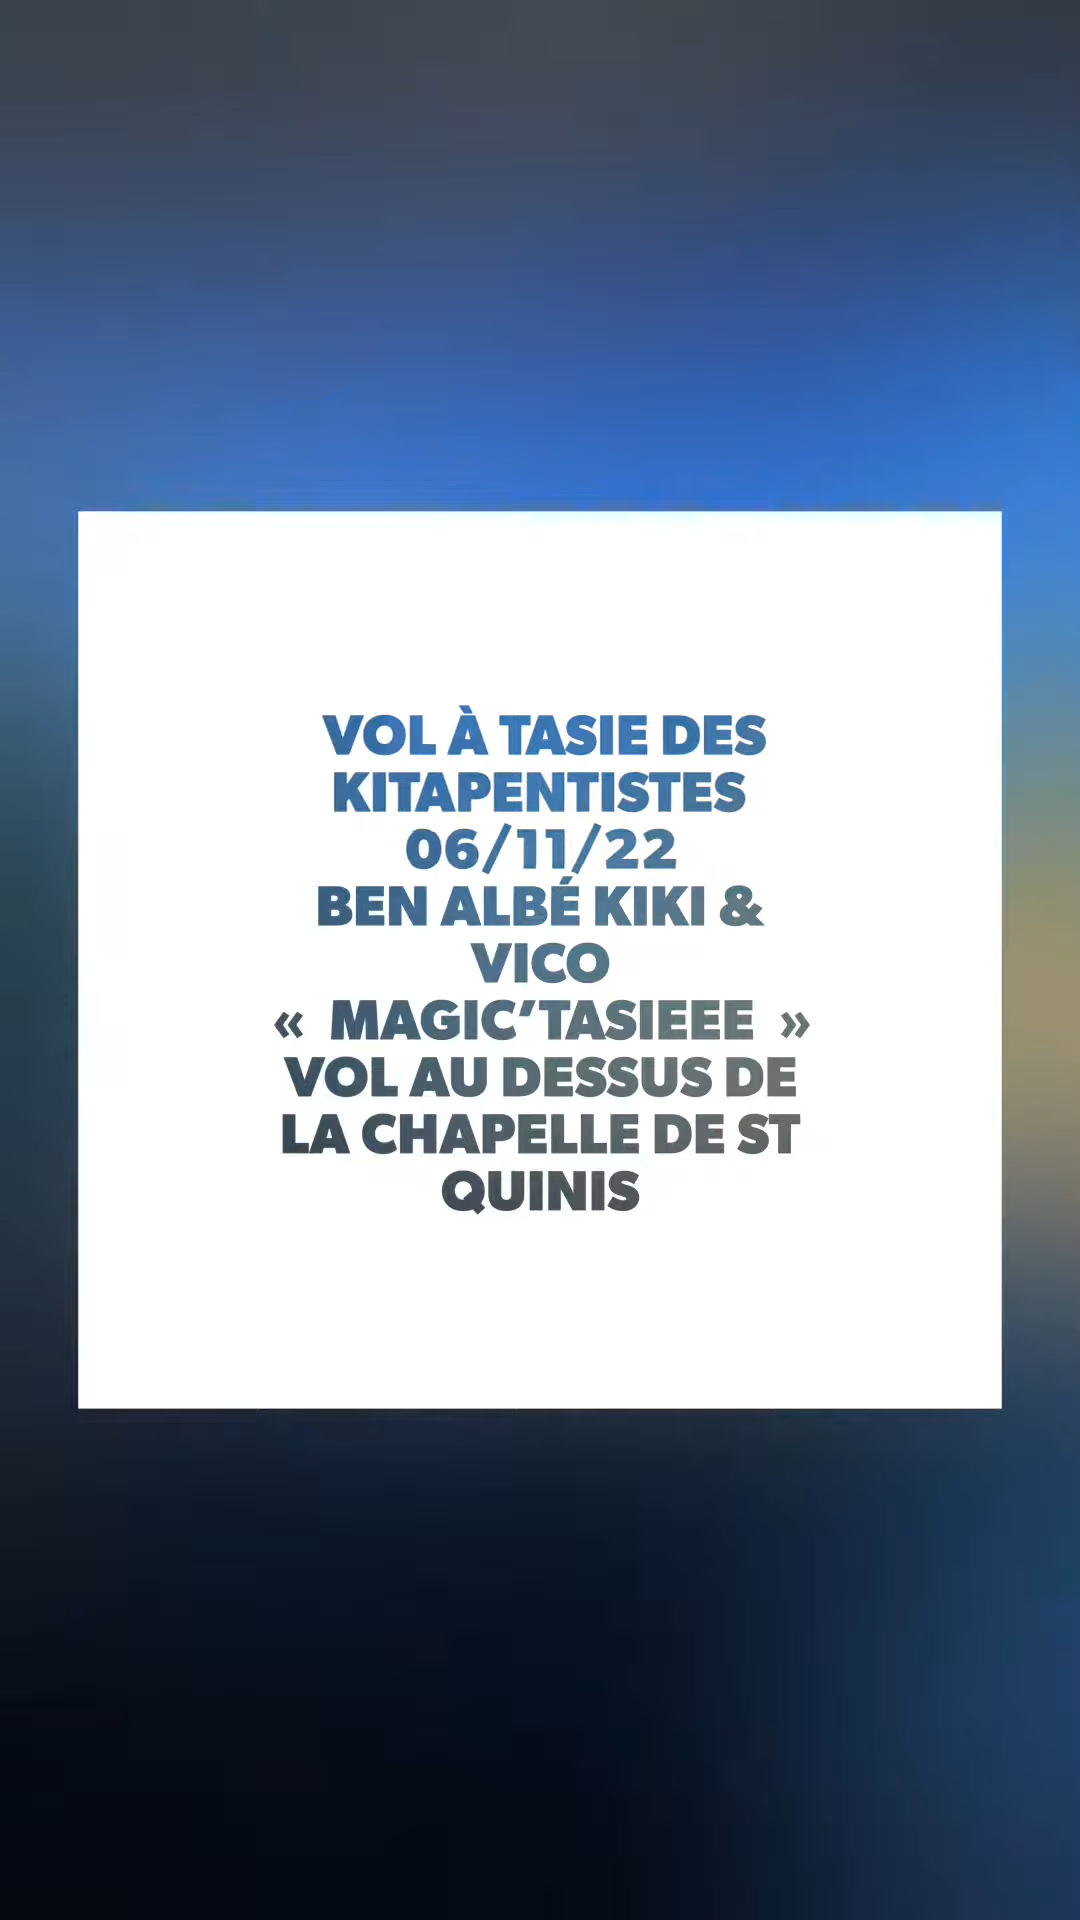 VOL À TASIE DES
KITAPENTISTES
06/11/22
BEN ALBÉ KIKI &
VICO
« MAGIC’TASIEEE »
VOL AU DESSUS DE
LA CHAPELLE DE ST
QUINIS